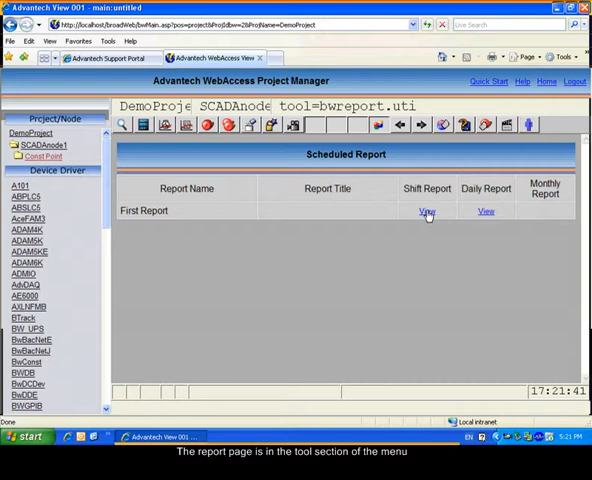 Advantech View 001 - main:untitled
http://localhost/broadWeb/bwMain.asp?pos=project&ProjIdbw=2&ProjName=DemoProject
Live Search
File Edit View Favorites Tools Help
Advantech Support Portal
Advantech WebAccess View
Page
Tools
Advantech WebAccess Project Manager
Quick Start Help Home Logout
Project/Node
DemoProject
SCADAnode1
Const Point
Device Driver
A101
ABPLC5
ABSLC5
AceFAM3
ADAM4K
ADAM5K
ADAM5KE
ADAM6K
ADMIO
AdvDAQ
AE6000
AXLNFMB
BTrack
BW_UPS
BwBacNetE
BwBacNetJ
BwConst
BWDB
BwDCDev
BwDDE
BWGPIB
DemoProje SCADAnode tool=bwreport.uti
Scheduled Report
Report Name Report Title Shift Report Daily Report Monthly Report
First Report View View
17:21:41
Done
Local intranet
start
Advantech View 001 ...
EN
5:21 PM
The report page is in the tool section of the menu